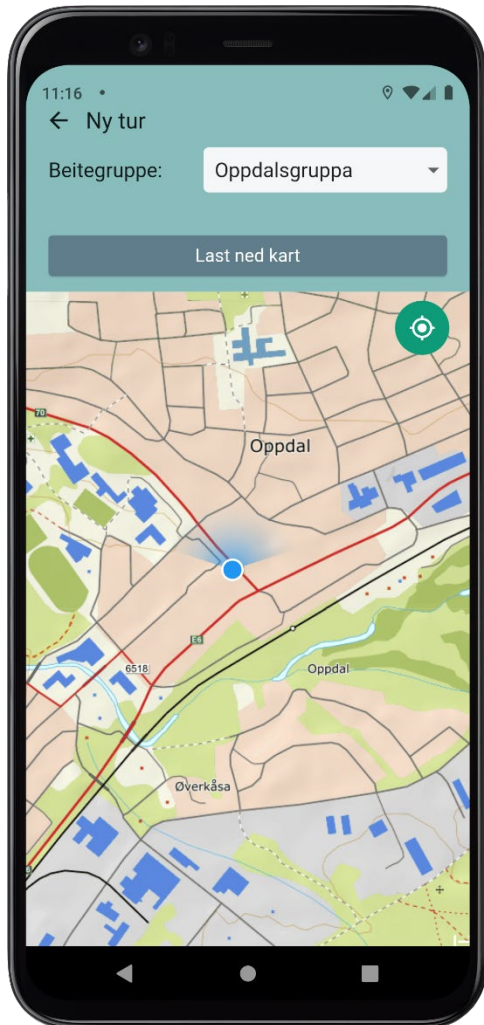 11:16
Ny tur
Beitegruppe: Oppdalsgruppa
Last ned kart
70
Oppdal
E6
6518
Oppdal
Øverkåsa